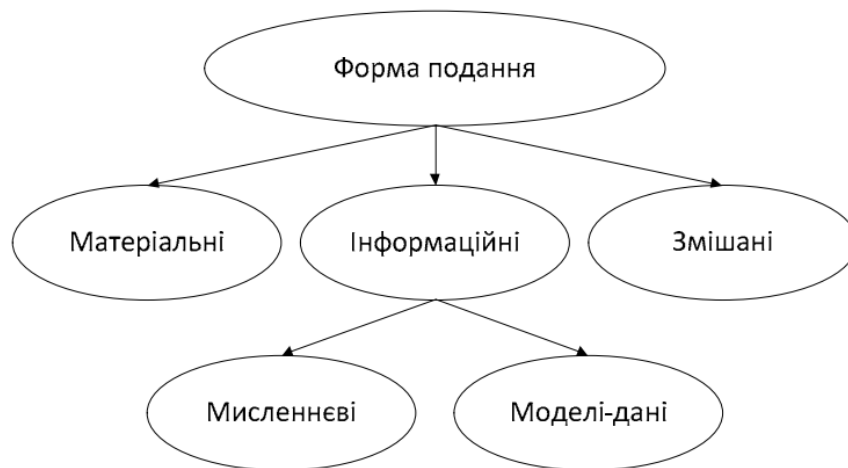 Форма подання
Матеріальні
Інформаційні
Змішані
Мисленнєві
Моделі-дані